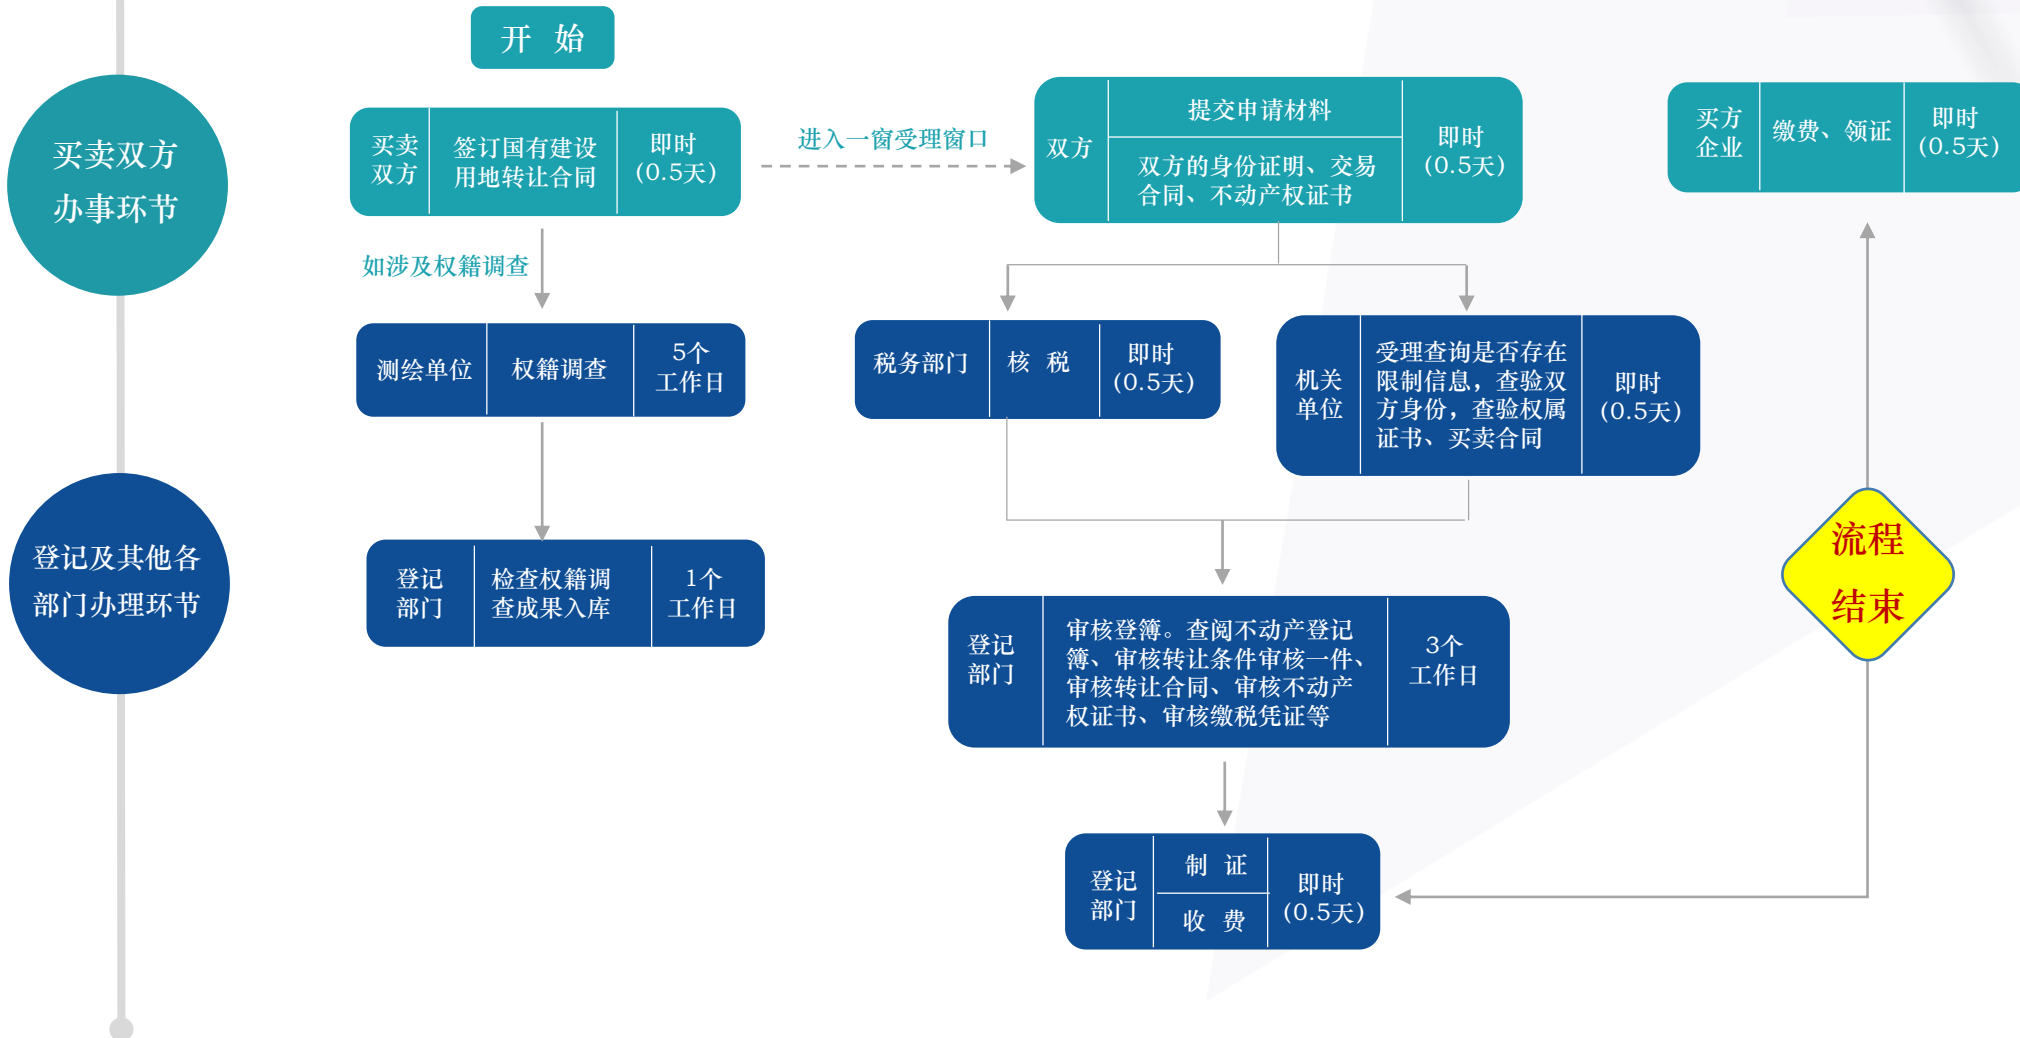 开 始
买卖双方
办事环节
买卖
双方
签订国有建设
用地转让合同
即时
(0.5天)
进入一窗受理窗口
双方
提交申请材料
双方的身份证明、交易
合同、不动产权证书
即时
(0.5天)
买方
企业
缴费、领证
即时
(0.5天)
如涉及权籍调查
测绘单位
权籍调查
5个
工作日
税务部门
核 税
即时
(0.5天)
机关
单位
受理查询是否存在
限制信息，查验双
方身份，查验权属
证书、买卖合同
即时
(0.5天)
登记及其他各
部门办理环节
登记
部门
检查权籍调
查成果入库
1个
工作日
流程
结束
登记
部门
审核登簿。查阅不动产登记
簿、审核转让条件审核一件、
审核转让合同、审核不动产
权证书、审核缴税凭证等
3个
工作日
登记
部门
制 证
收 费
即时
(0.5天)